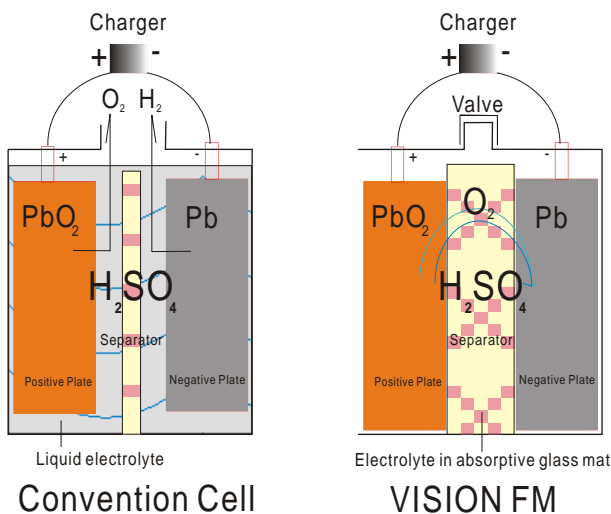 Charger
+ -
O2 H2
+ -
PbO2 Pb
H2SO4
Separator
Positive Plate Negative Plate
Liquid electrolyte
Convention Cell
Charger
+ -
Valve
+ -
PbO2 O2 Pb
H2SO4
Separator
Positive Plate Negative Plate
Electrolyte in absorptive glass mat
VISION FM